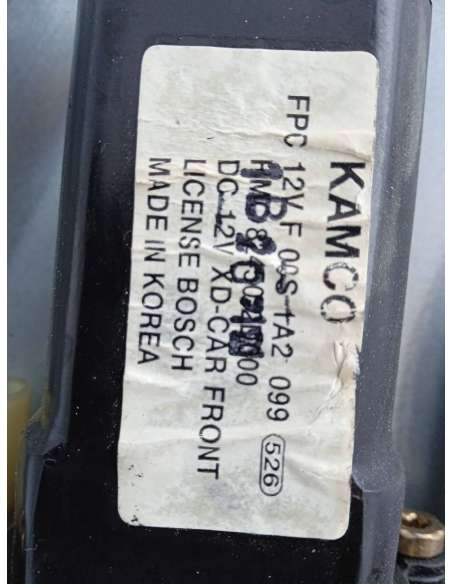 KAMCO
FPC 12V F 00S 1A2 099 526
DC 12V XD-CAR FRONT
LICENSE BOSCH
MADE IN KOREA